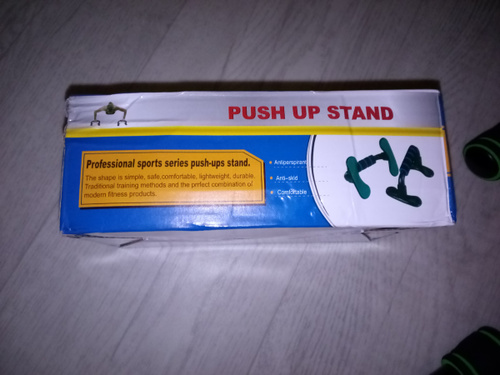 PUSH UP STAND
Professional sports series push-ups stand.
The shape is simple, safe,comfortable, lightweight, durable.
Traditional training methods and the prrfect combination of
modern fitness products.
Antiperspirant
Anti-skid
Comfortable